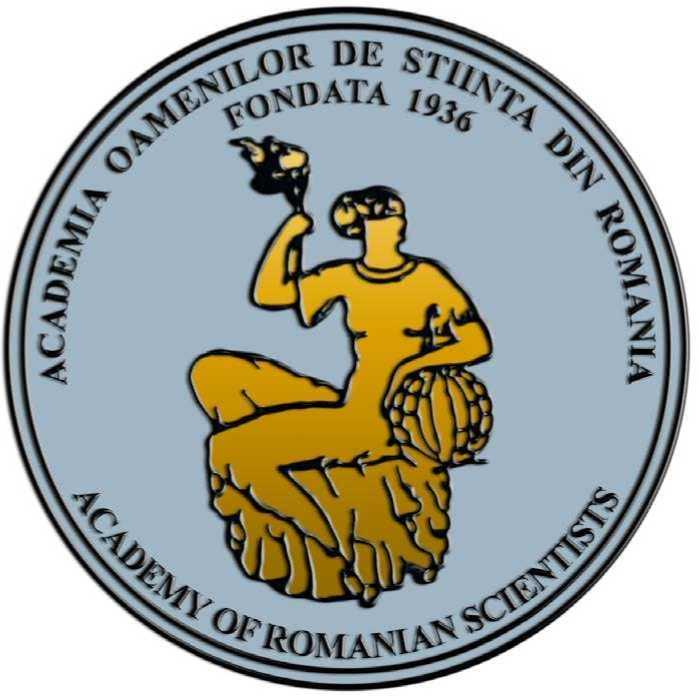 ACADEMIA OAMENILOR DE STIINTA DIN ROMANIA
FONDATA 1936
ACADEMY OF ROMANIAN SCIENTISTS